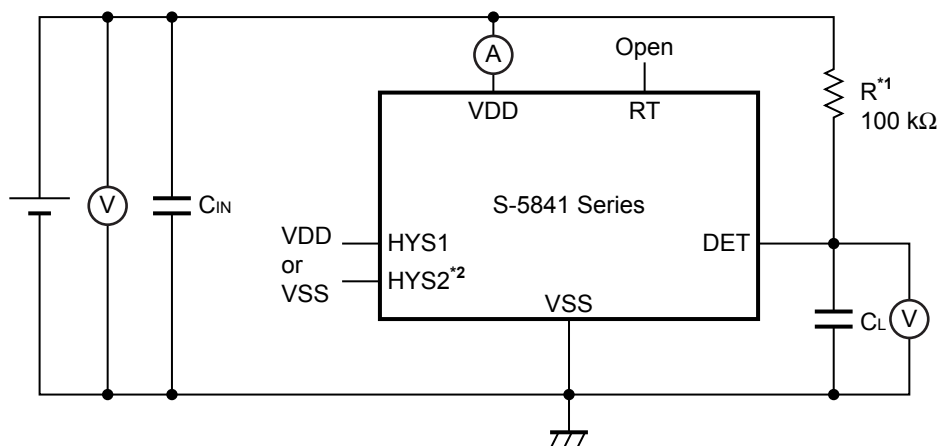 A
Open
VDD
RT
R*1
100 kΩ
V
CIN
S-5841 Series
VDD
or
VSS
HYS1
HYS2*2
DET
VSS
CL
V